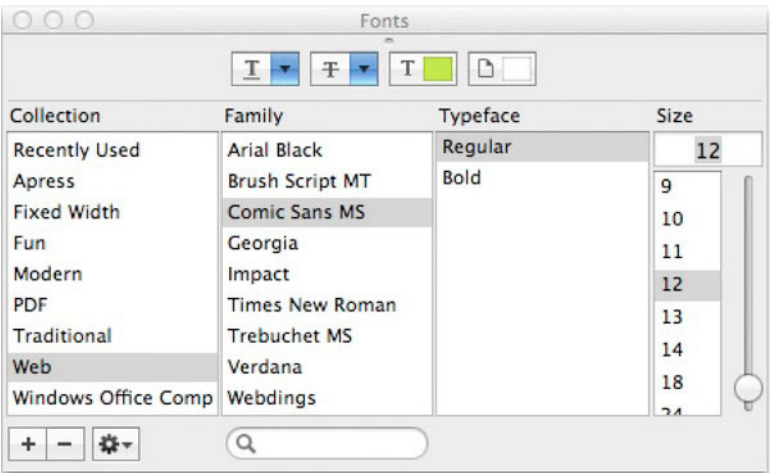 Fonts
T T T
Collection Family Typeface Size
Recently Used
Apress
Fixed Width
Fun
Modern
PDF
Traditional
Web
Windows Office Comp
Arial Black
Brush Script MT
Comic Sans MS
Georgia
Impact
Times New Roman
Trebuchet MS
Verdana
Webdings
Regular
Bold
12
9
10
11
12
13
14
18
24